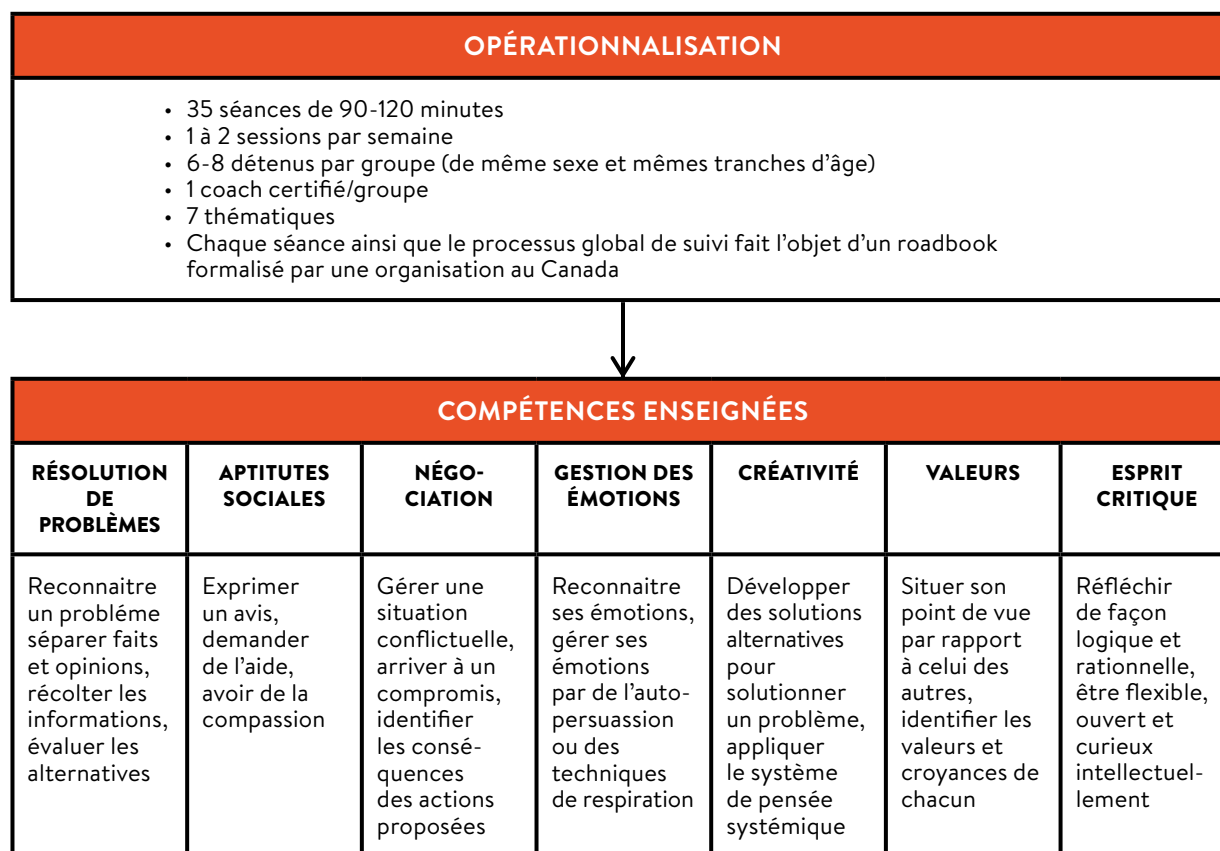 OPÉRATIONNALISATION
• 35 séances de 90-120 minutes
• 1 à 2 sessions par semaine
• 6-8 détenus par groupe (de même sexe et mêmes tranches d'âge)
• 1 coach certifié/groupe
• 7 thématiques
• Chaque séance ainsi que le processus global de suivi fait l'objet d'un roadbook
formalisé par une organisation au Canada
COMPÉTENCES ENSEIGNÉES
RÉSOLUTION
DE
PROBLÈMES
APTITUTES
SOCIALES
NÉGO-
CIATION
GESTION DES
ÉMOTIONS
CRÉATIVITÉ
VALEURS
ESPRIT
CRITIQUE
Reconnaitre
un probléme
séparer faits
et opinions,
récolter les
informations,
évaluer les
alternatives
Exprimer
un avis,
demander
de l'aide,
avoir de la
compassion
Gérer une
situation
conflictuelle,
arriver à un
compromis,
identifier
les consé-
quences
des actions
proposées
Reconnaitre
ses émotions,
gérer ses
émotions
par de l'auto-
persuassion
ou des
techniques
de respiration
Développer
des solutions
alternatives
pour
solutionner
un problème,
appliquer
le système
de pensée
systémique
Situer son
point de vue
par rapport
à celui des
autres,
identifier les
valeurs et
croyances de
chacun
Réfléchir
de façon
logique et
rationnelle,
être flexible,
ouvert et
curieux
intellectuel-
lement